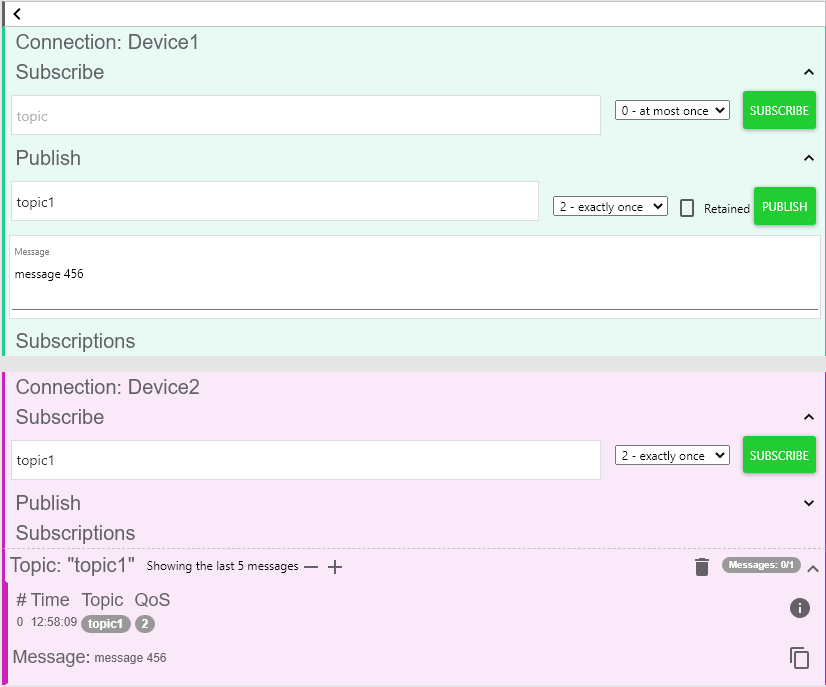 Connection: Device1
Subscribe
topic 0 - at most once SUBSCRIBE
Publish
topic1 2 - exactly once Retained PUBLISH
Message
message 456
Subscriptions
Connection: Device2
Subscribe
topic1 2 - exactly once SUBSCRIBE
Publish
Subscriptions
Topic: "topic1" Showing the last 5 messages Messages: 0/1
# Time Topic QoS
0 12:58:09 topic1 2
Message: message 456